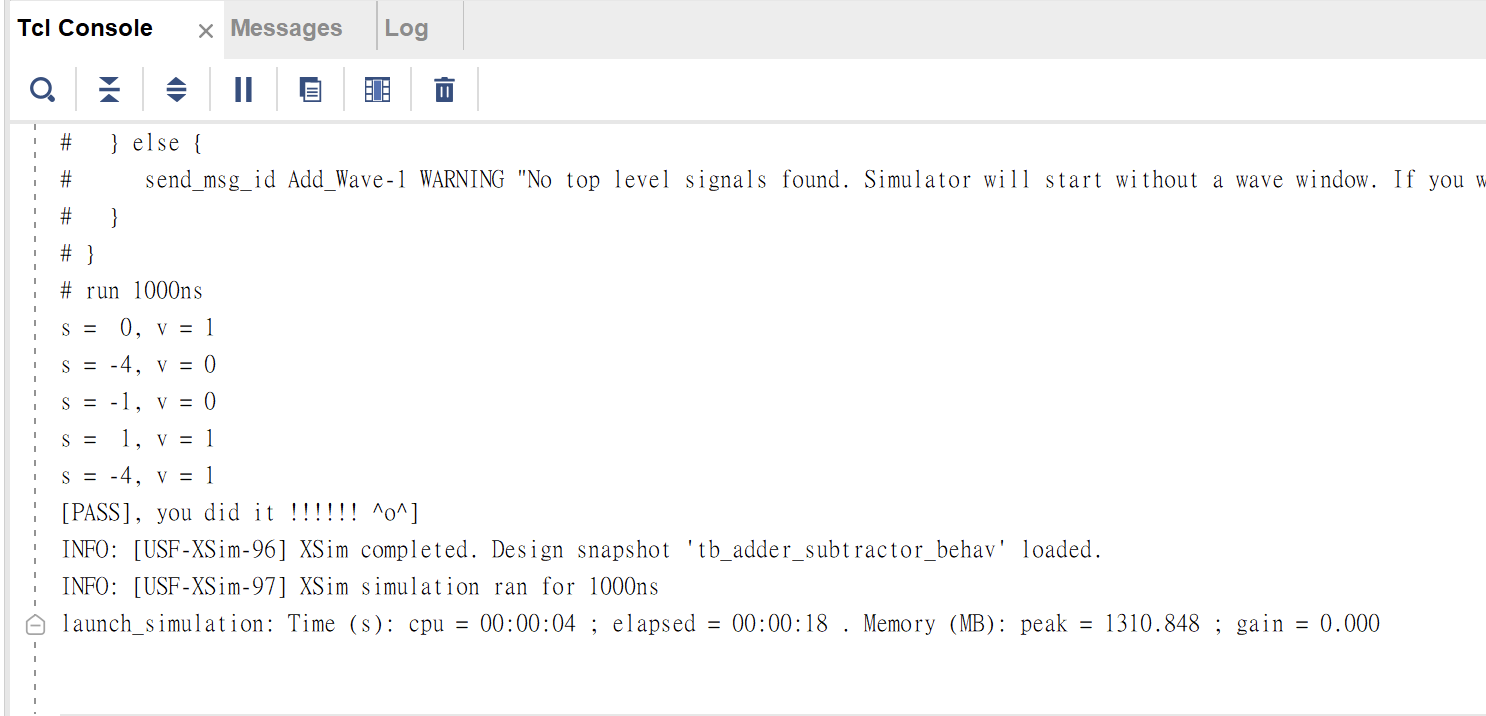 Tcl Console
Messages
Log
#   } else {
#      send_msg_id Add_Wave-1 WARNING "No top level signals found. Simulator will start without a wave window. If you
#   }
# }
# run 1000ns
s =  0, v = 1
s = -4, v = 0
s = -1, v = 0
s =  1, v = 1
s = -4, v = 1
[PASS], you did it !!!!!! ^o^]
INFO: [USF-XSim-96] XSim completed. Design snapshot 'tb_adder_subtractor_behav' loaded.
INFO: [USF-XSim-97] XSim simulation ran for 1000ns
launch_simulation: Time (s): cpu = 00:00:04 ; elapsed = 00:00:18 . Memory (MB): peak = 1310.848 ; gain = 0.000